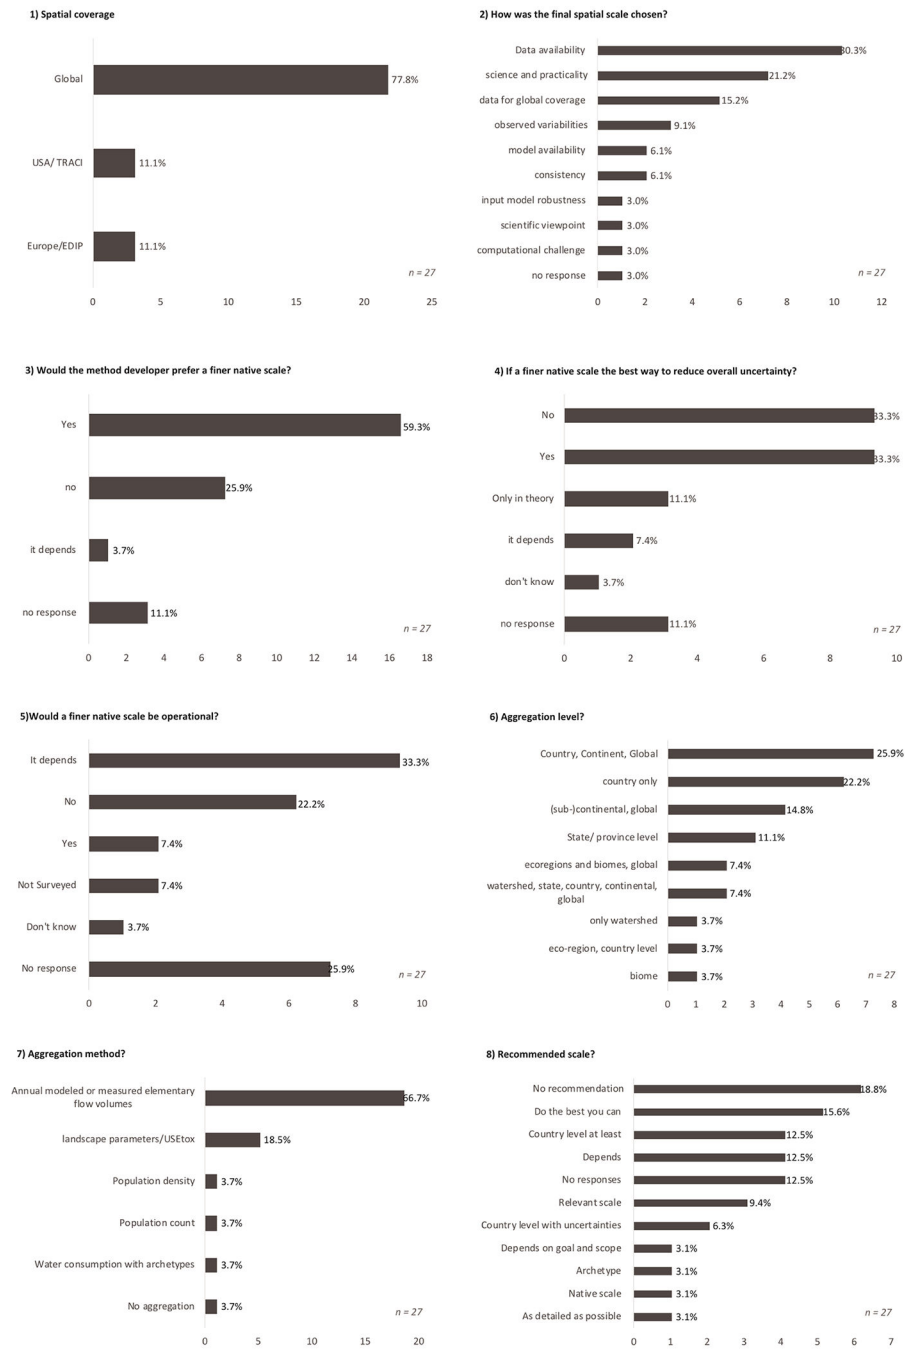 1) Spatial coverage
Global
77.8%
USA/ TRACI
11.1%
Europe/EDIP
11.1%
n = 27
0 5 10 15 20 25
2) How was the final spatial scale chosen?
Data availability
30.3%
science and practicality
21.2%
data for global coverage
15.2%
observed variabilities
9.1%
model availability
6.1%
consistency
6.1%
input model robustness
3.0%
scientific viewpoint
3.0%
computational challenge
3.0%
no response
3.0%
n = 27
0 2 4 6 8 10 12
3) Would the method developer prefer a finer native scale?
Yes
59.3%
no
25.9%
it depends
3.7%
no response
11.1%
n = 27
0 2 4 6 8 10 12 14 16 18
4) If a finer native scale the best way to reduce overall uncertainty?
No
33.3%
Yes
33.3%
Only in theory
11.1%
it depends
7.4%
don't know
3.7%
no response
11.1%
n = 27
0 2 4 6 8 10
5)Would a finer native scale be operational?
It depends
33.3%
No
22.2%
Yes
7.4%
Not Surveyed
7.4%
Don't know
3.7%
No response
25.9%
n = 27
0 2 4 6 8 10
6) Aggregation level?
Country, Continent, Global
25.9%
country only
22.2%
(sub-)continental, global
14.8%
State/ province level
11.1%
ecoregions and biomes, global
7.4%
watershed, state, country, continental,
global
7.4%
only watershed
3.7%
eco-region, country level
3.7%
biome
3.7%
n = 27
0 1 2 3 4 5 6 7 8
7) Aggregation method?
Annual modeled or measured elementary
flow volumes
66.7%
landscape parameters/USEtox
18.5%
Population density
3.7%
Population count
3.7%
Water consumption with archetypes
3.7%
No aggregation
3.7%
n = 27
0 5 10 15 20
8) Recommended scale?
No recommendation
18.8%
Do the best you can
15.6%
Country level at least
12.5%
Depends
12.5%
No responses
12.5%
Relevant scale
9.4%
Country level with uncertainties
6.3%
Depends on goal and scope
3.1%
Archetype
3.1%
Native scale
3.1%
As detailed as possible
3.1%
n = 27
0 1 2 3 4 5 6 7